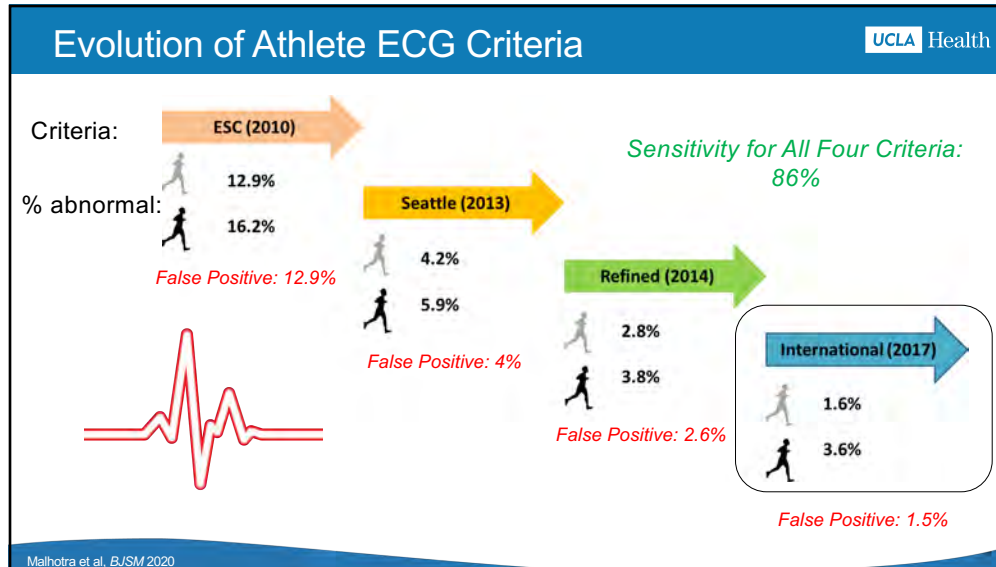 Evolution of Athlete ECG Criteria
UCLA Health
Criteria:
ESC (2010)
Sensitivity for All Four Criteria:
86%
% abnormal:
12.9%
16.2%
False Positive: 12.9%
Seattle (2013)
4.2%
5.9%
False Positive: 4%
Refined (2014)
2.8%
3.8%
False Positive: 2.6%
International (2017)
1.6%
3.6%
False Positive: 1.5%
Malhotra et al, BJSM 2020